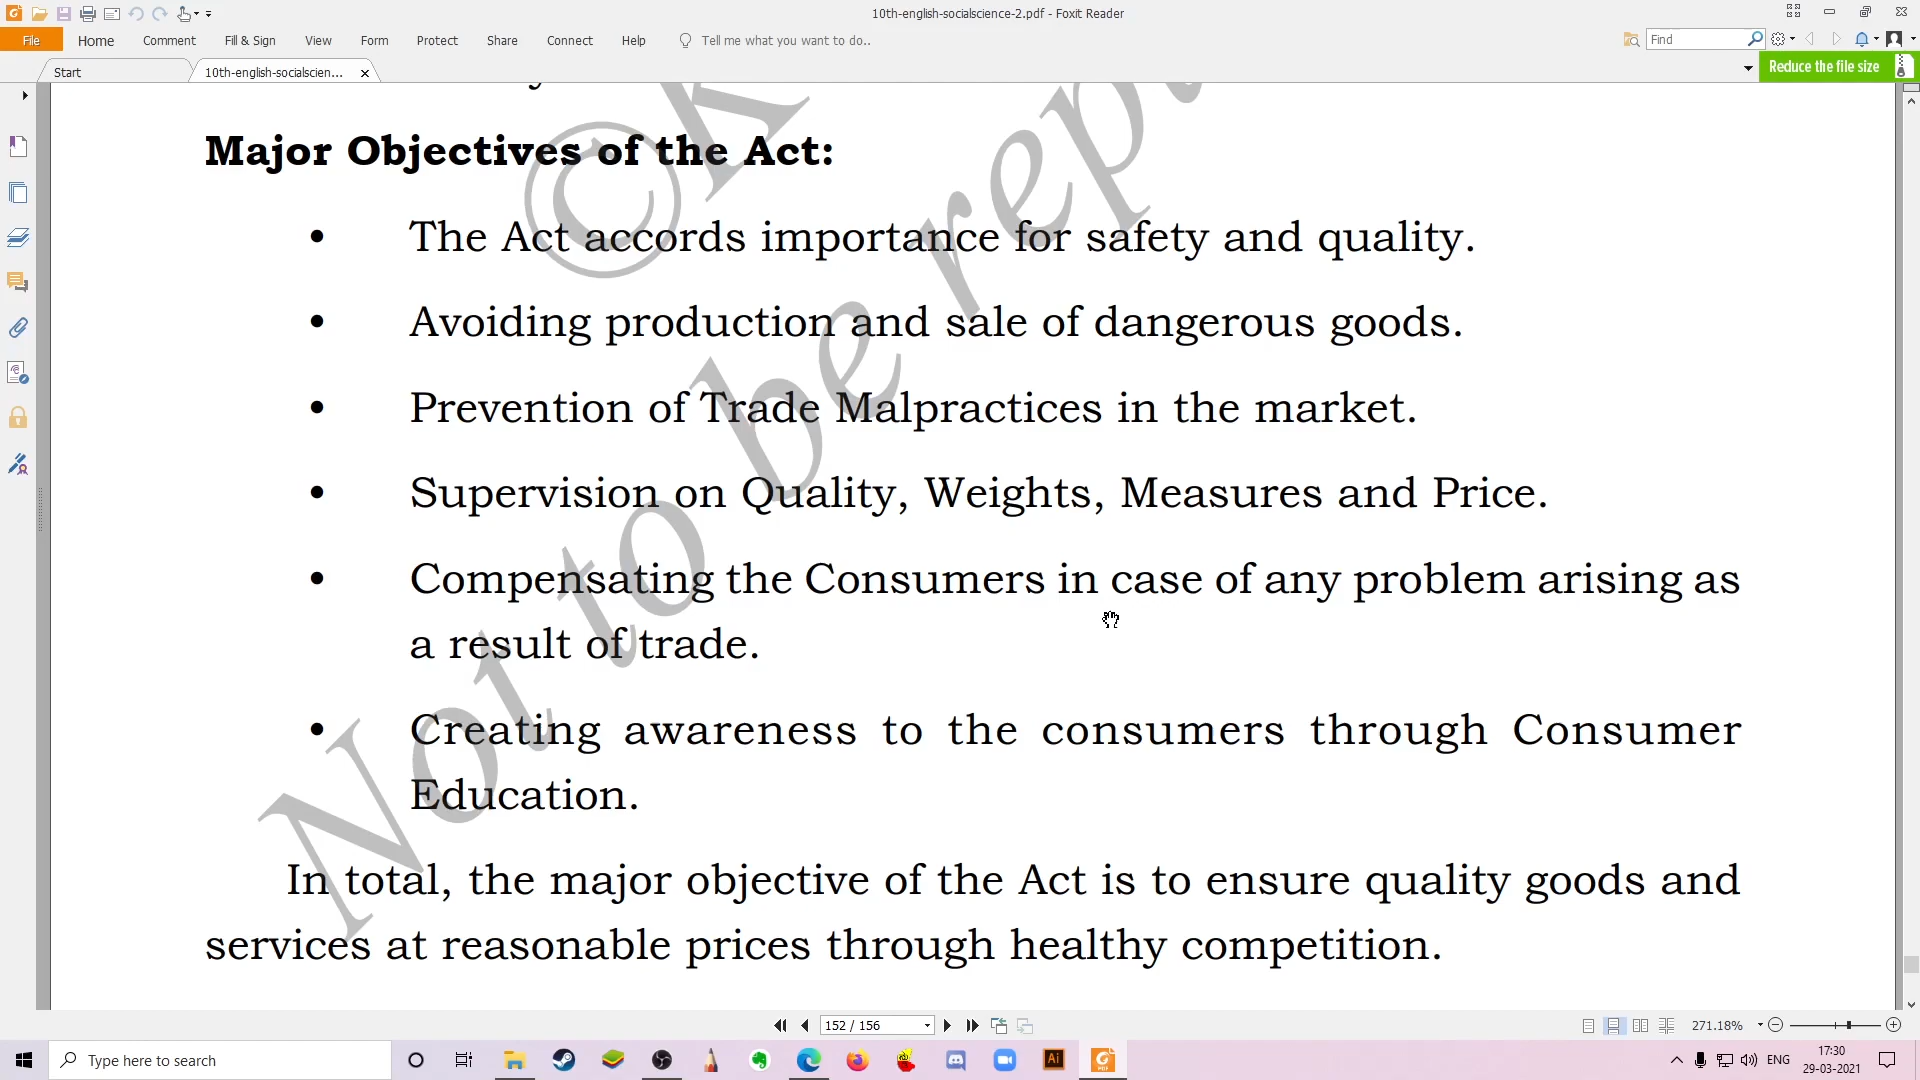 10th-english-socialscience-2.pdf - Foxit Reader
File Home Comment Fill & Sign View Form Protect Share Connect Help Tell me what you want to do.. Find
Start 10th-english-socialscien... Reduce the file size
Major Objectives of the Act:
• The Act accords importance for safety and quality.
• Avoiding production and sale of dangerous goods.
• Prevention of Trade Malpractices in the market.
• Supervision on Quality, Weights, Measures and Price.
• Compensating the Consumers in case of any problem arising as
a result of trade.
• Creating awareness to the consumers through Consumer
Education.
In total, the major objective of the Act is to ensure quality goods and
services at reasonable prices through healthy competition.
©K
Not to be rep
152 / 156 271.18%
Type here to search Ai ENG 17:30
29-03-2021